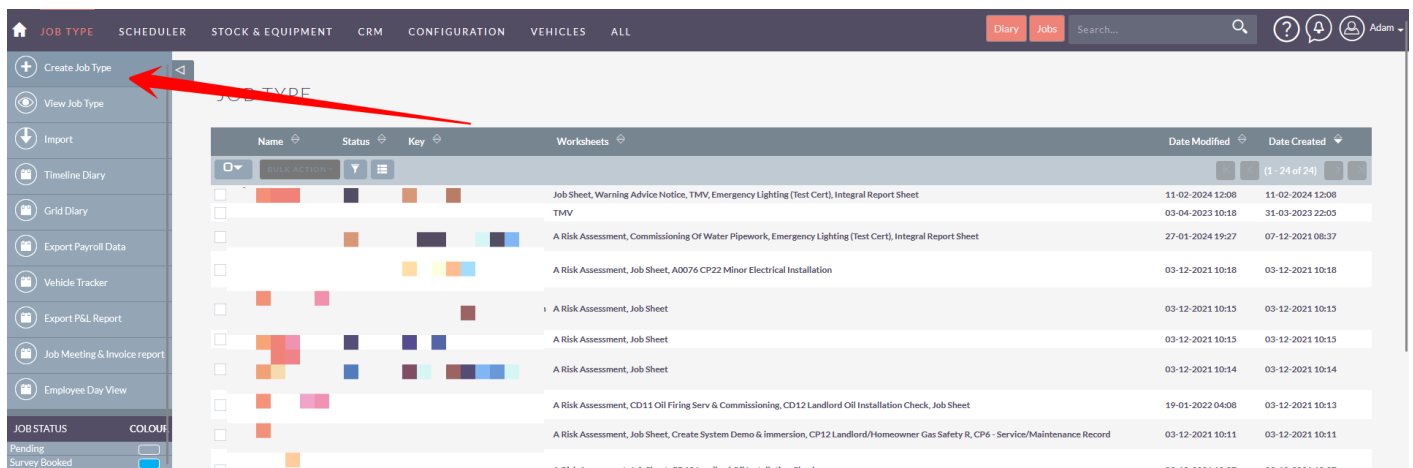 JOB TYPE SCHEDULER STOCK & EQUIPMENT CRM CONFIGURATION VEHICLES ALL Diary Jobs Search... Adam
Create Job Type
View Job Type
Import
Timeline Diary
Grid Diary
Export Payroll Data
Vehicle Tracker
Export P&L Report
Job Meeting & Invoice report
Employee Day View
JOB STATUS COLOUR
Pending
Survey Booked
JOB TYPE
Name Status Key Worksheets Date Modified Date Created
BULK ACTION (1 - 24 of 24)
Job Sheet, Warning Advice Notice, TMV, Emergency Lighting (Test Cert), Integral Report Sheet 11-02-2024 12:08 11-02-2024 12:08
TMV 03-04-2023 10:18 31-03-2023 22:05
A Risk Assessment, Commissioning Of Water Pipework, Emergency Lighting (Test Cert), Integral Report Sheet 27-01-2024 19:27 07-12-2021 08:37
A Risk Assessment, Job Sheet, A0076 CP22 Minor Electrical Installation 03-12-2021 10:18 03-12-2021 10:18
A Risk Assessment, Job Sheet 03-12-2021 10:15 03-12-2021 10:15
A Risk Assessment, Job Sheet 03-12-2021 10:15 03-12-2021 10:15
A Risk Assessment, Job Sheet 03-12-2021 10:14 03-12-2021 10:14
A Risk Assessment, CD11 Oil Firing Serv & Commissioning, CD12 Landlord Oil Installation Check, Job Sheet 19-01-2022 04:08 03-12-2021 10:13
A Risk Assessment, Job Sheet, Create System Demo & immersion, CP12 Landlord/Homeowner Gas Safety R, CP6 - Service/Maintenance Record 03-12-2021 10:11 03-12-2021 10:11